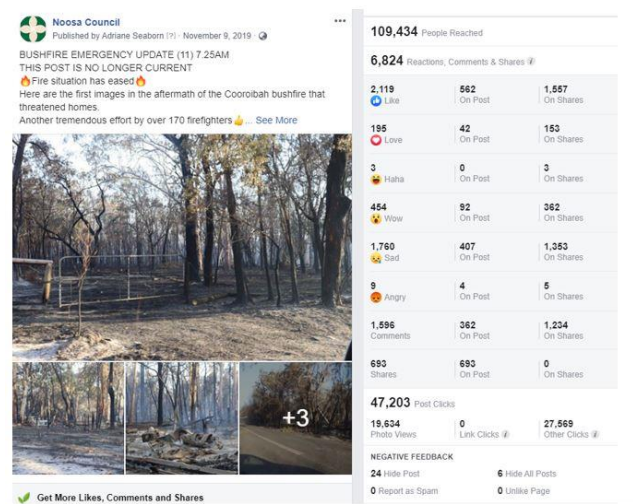 Noosa Council
Published by Adriane Seaborn [?] · November 9, 2019 ·
BUSHFIRE EMERGENCY UPDATE (11) 7.25AM
THIS POST IS NO LONGER CURRENT
🔥Fire situation has eased🔥
Here are the first images in the aftermath of the Cooroibah bushfire that
threatened homes.
Another tremendous effort by over 170 firefighters👍... See More
+3
Get More Likes, Comments and Shares
109,434 People Reached
6,824 Reactions, Comments & Shares
2,119 562 1,557
Like On Post On Shares
195 42 153
Love On Post On Shares
3 0 3
Haha On Post On Shares
454 92 362
Wow On Post On Shares
1,760 407 1,353
Sad On Post On Shares
9 4 5
Angry On Post On Shares
1,596 362 1,234
Comments On Post On Shares
693 693 0
Shares On Post On Shares
47,203 Post Clicks
19,634 0 27,569
Photo Views Link Clicks Other Clicks
NEGATIVE FEEDBACK
24 Hide Post 6 Hide All Posts
0 Report as Spam 0 Unlike Page